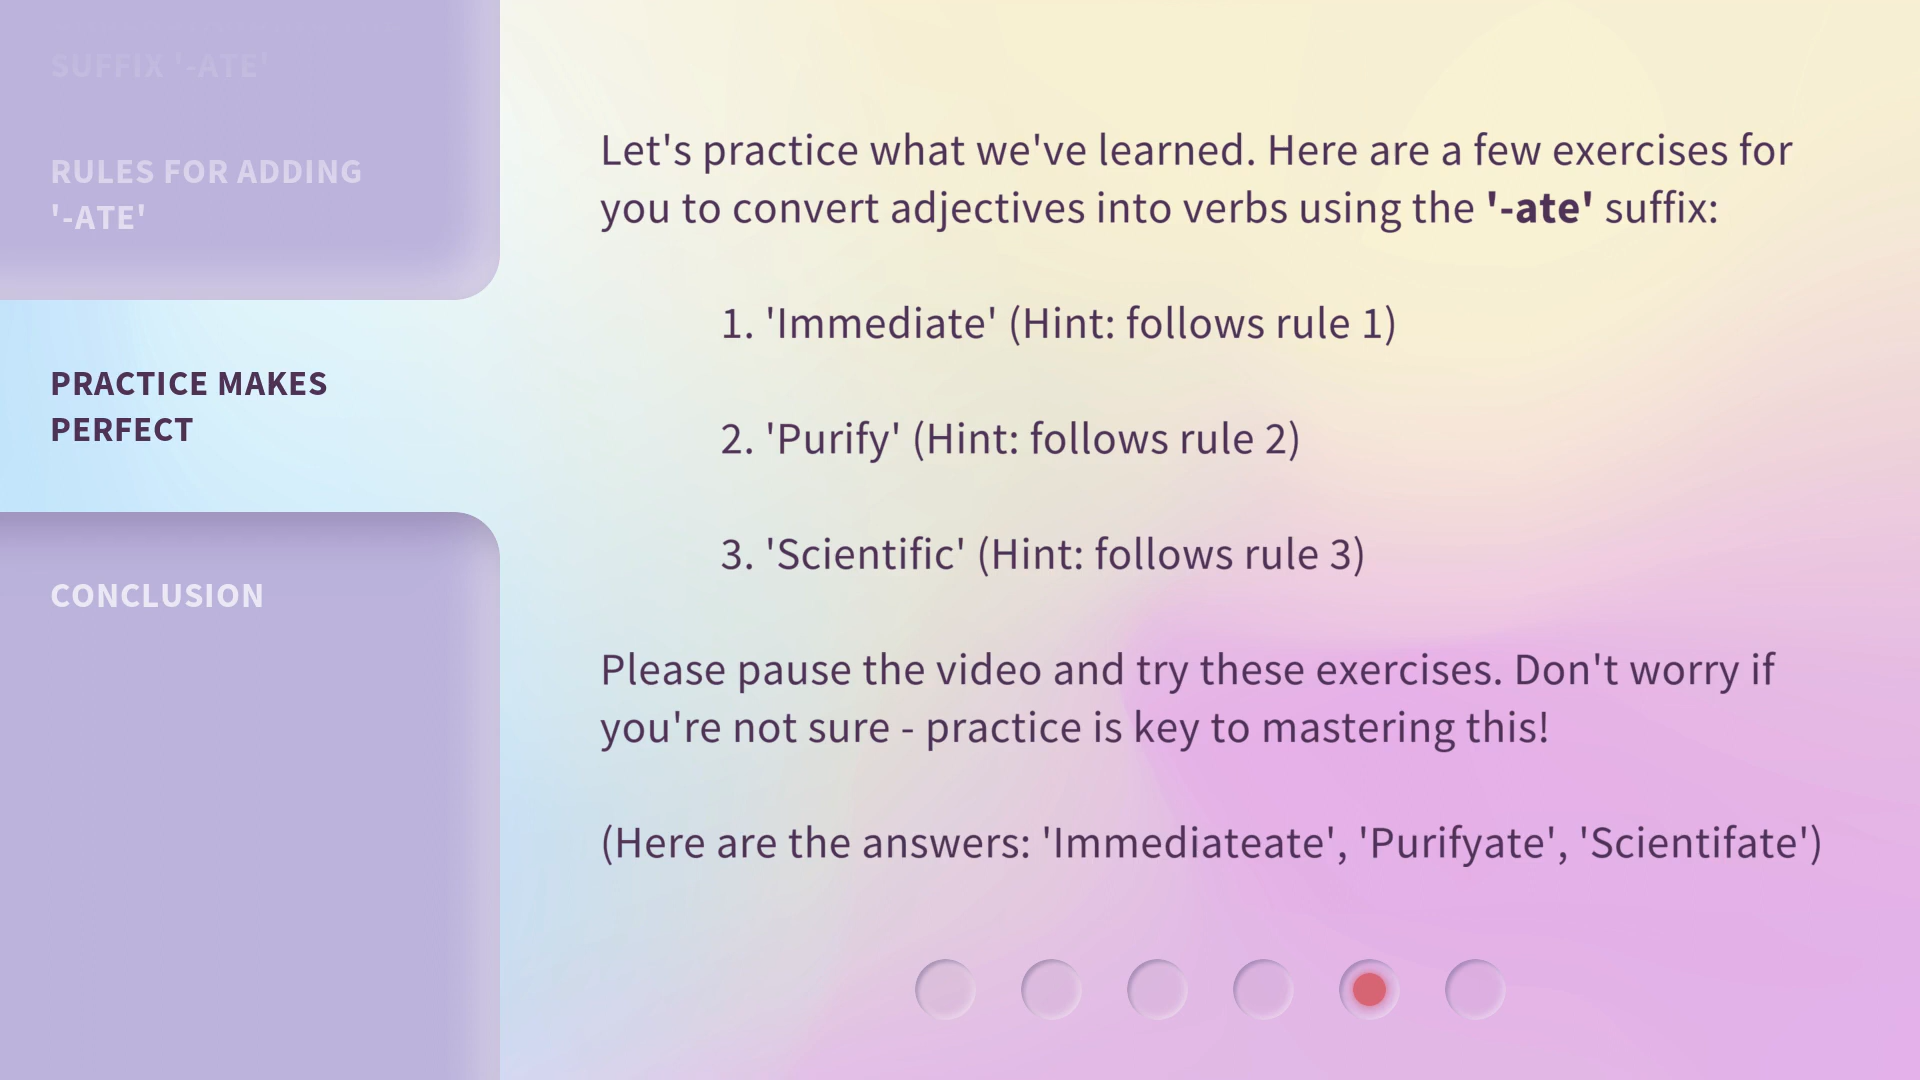 SUFFIX '-ATE'
RULES FOR ADDING
'-ATE'
PRACTICE MAKES
PERFECT
CONCLUSION
Let's practice what we've learned. Here are a few exercises for
you to convert adjectives into verbs using the '-ate' suffix:
1. 'Immediate' (Hint: follows rule 1)
2. 'Purify' (Hint: follows rule 2)
3. 'Scientific' (Hint: follows rule 3)
Please pause the video and try these exercises. Don't worry if
you're not sure - practice is key to mastering this!
(Here are the answers: 'Immediateate', 'Purifyate', 'Scientifate')